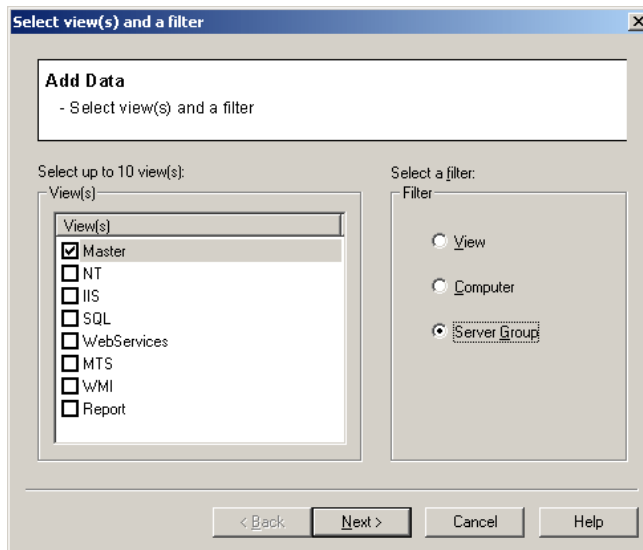 Select view(s) and a filter
Add Data
- Select view(s) and a filter
Select up to 10 view(s):
View(s)
View(s)
Master
NT
IIS
SQL
WebServices
MTS
WMI
Report
Select a filter:
Filter
View
Computer
Server Group
< Back
Next >
Cancel
Help